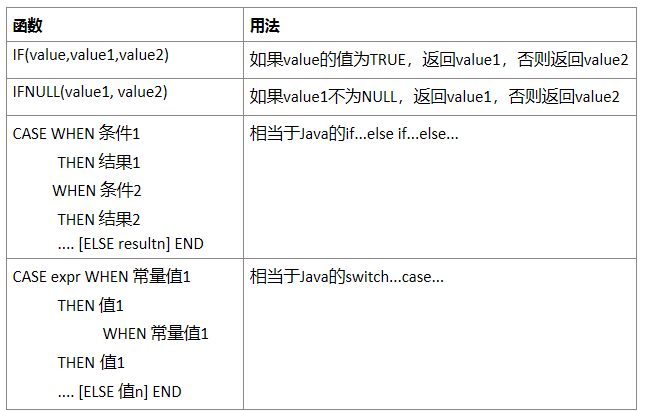 函数 用法
IF(value,value1,value2) 如果value的值为TRUE，返回value1，否则返回value2
IFNULL(value1, value2) 如果value1不为NULL，返回value1，否则返回value2
CASE WHEN 条件1 相当于Java的if...else if...else...
THEN 结果1
WHEN 条件2
THEN 结果2
.... [ELSE resultn] END
CASE expr WHEN 常量值1 相当于Java的switch...case...
THEN 值1
WHEN 常量值1
THEN 值1
.... [ELSE 值n] END